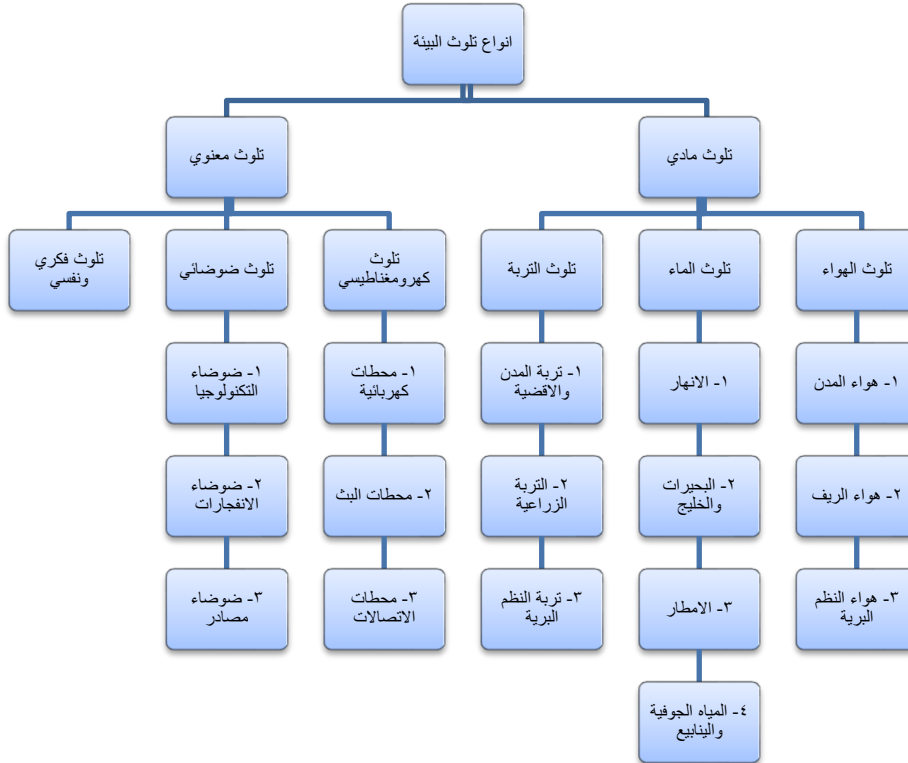 انواع تلوث البيئة
تلوث مادي
تلوث معنوي
تلوث الهواء
تلوث الماء
تلوث التربة
تلوث
كهرومغناطيسي
تلوث ضوضائي
تلوث فكري
ونفسي
١- هواء المدن
١- الانهار
١- تربة المدن
والاقضية
١- محطات
كهربائية
١- ضوضاء
التكنولوجيا
٢- هواء الريف
٢- البحيرات
والخليج
٢- التربة
الزراعية
٢- محطات البث
٢- ضوضاء
الانفجارات
٣- هواء النظم
البرية
٣- الامطار
٣- تربة النظم
البرية
٣- محطات
الاتصالات
٣- ضوضاء
مصادر
٤- المياه الجوفية
والينابيع